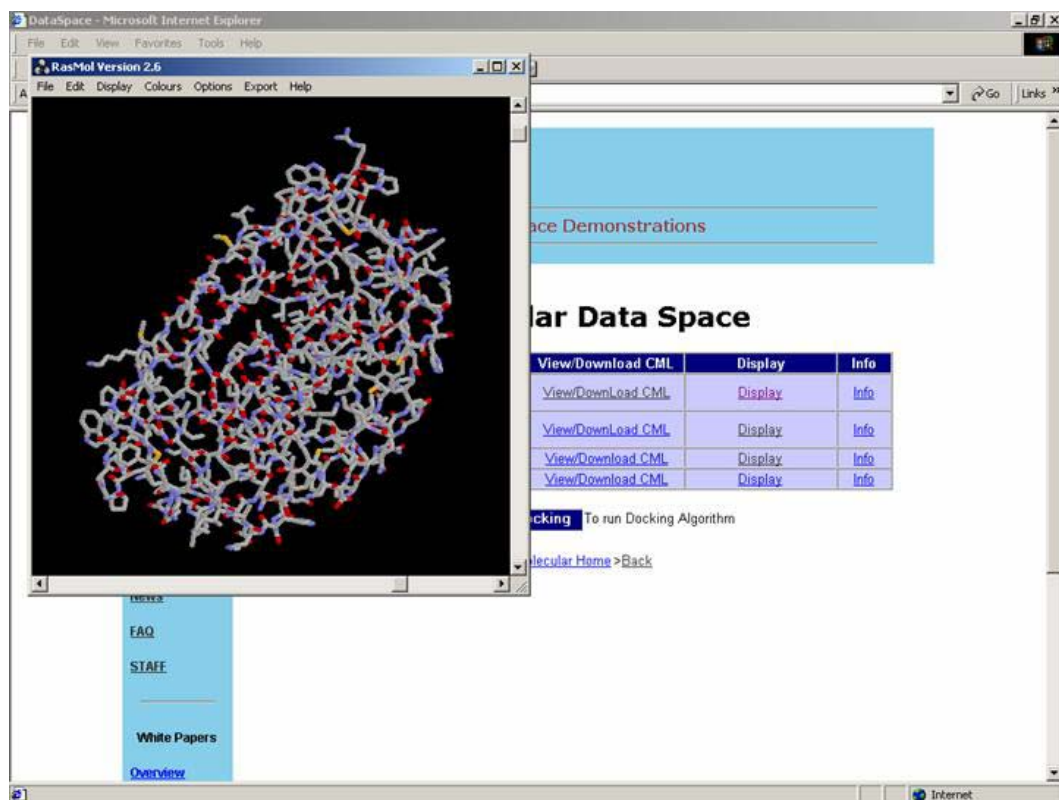 DataSpace - Microsoft Internet Explorer
File Edit View Favorites Tools Help
RasMol Version 2.6
File Edit Display Colours Options Export Help
A
Go Links »
ace Demonstrations
lar Data Space
View/Download CML Display Info
View/DownLoad CML Display Info
View/DownLoad CML Display Info
View/Download CML Display Info
View/Download CML Display Info
cking To run Docking Algorithm
olecular Home >Back
News
FAQ
STAFF
White Papers
Overview
Internet